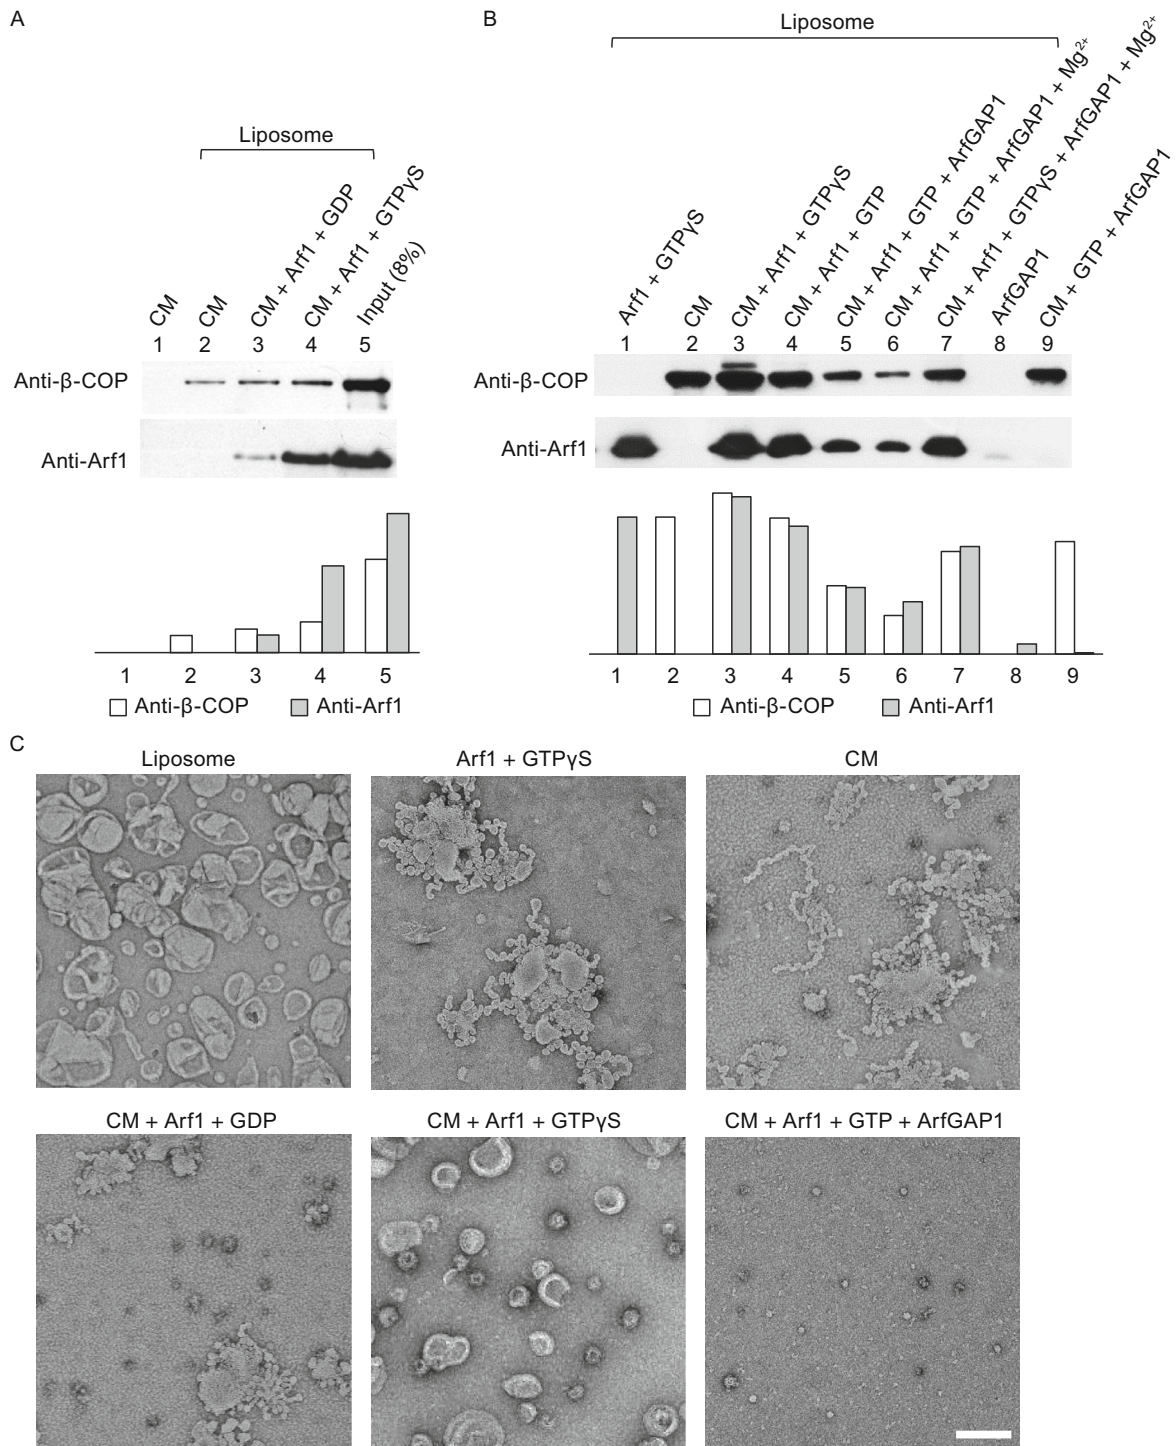 A
Liposome
CM
CM
CM + Arf1 + GDP
CM + Arf1 + GTPγS
Input (8%)
1 2 3 4 5
Anti-β-COP
Anti-Arf1
1 2 3 4 5
Anti-β-COP Anti-Arf1
B
Liposome
Arf1 + GTPγS
CM
CM + Arf1 + GTPγS
CM + Arf1 + GTP
CM + Arf1 + GTP + ArfGAP1
CM + Arf1 + GTP + ArfGAP1 + Mg²⁺
CM + Arf1 + GTPγS + ArfGAP1 + Mg²⁺
ArfGAP1
CM + GTP + ArfGAP1
1 2 3 4 5 6 7 8 9
Anti-β-COP
Anti-Arf1
1 2 3 4 5 6 7 8 9
Anti-β-COP Anti-Arf1
C
Liposome
Arf1 + GTPγS
CM
CM + Arf1 + GDP
CM + Arf1 + GTPγS
CM + Arf1 + GTP + ArfGAP1